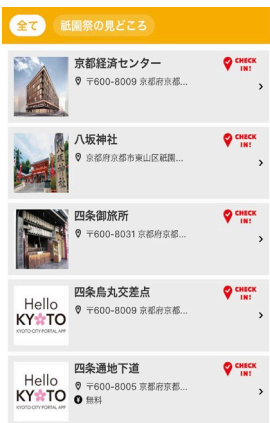 全て 祇園祭の見どころ
京都経済センター
〒600-8009 京都府京都...
CHECK
IN!
八坂神社
京都府京都市東山区祇園...
CHECK
IN!
四条御旅所
〒600-8031 京都府京都...
CHECK
IN!
Hello
KYOTO
KYOTO CITY PORTAL APP
四条烏丸交差点
〒600-8009 京都府京都...
CHECK
IN!
Hello
KYOTO
KYOTO CITY PORTAL APP
四条通地下道
〒600-8005 京都府京都...
¥ 無料
CHECK
IN!